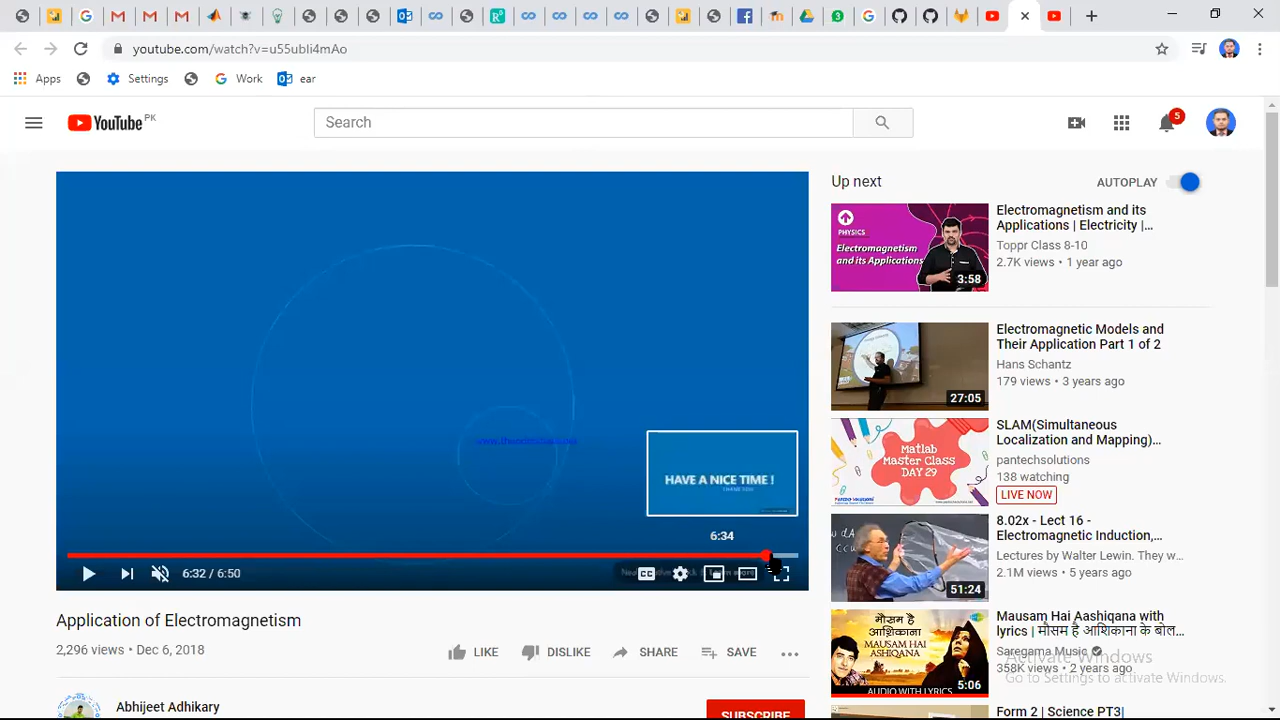 youtube.com/watch?v=u55ubli4mAo
Apps
Settings
Work
ear
YouTube PK
Search
5
3
HAVE A NICE TIME !
6:34
6:32 / 6:50
CC
Application of Electromagnetism
2,296 views • Dec 6, 2018
LIKE
DISLIKE
SHARE
SAVE
Abhijeet Adhikary
SUBSCRIBE
Up next
AUTOPLAY
PHYSICS
Electromagnetism
and its Applications
3:58
Electromagnetism and its
Applications | Electricity |...
Toppr Class 8-10
2.7K views • 1 year ago
27:05
Electromagnetic Models and
Their Application Part 1 of 2
Hans Schantz
179 views • 3 years ago
Matlab
Master Class
DAY 29
SLAM(Simultaneous
Localization and Mapping)...
pantechsolutions
138 watching
LIVE NOW
51:24
8.02x - Lect 16 -
Electromagnetic Induction,...
Lectures by Walter Lewin. They w...
2.1M views • 5 years ago
मौसम है
आशिकाना
AUDIO WITH LYRICS
5:06
Mausam Hai Aashiqana with
lyrics | मौसम है आशिकाना के बोल...
Saregama Music
358K views • 2 years ago
Activate Windows
Go to Settings to activate Windows.
Form 2 | Science PT3|